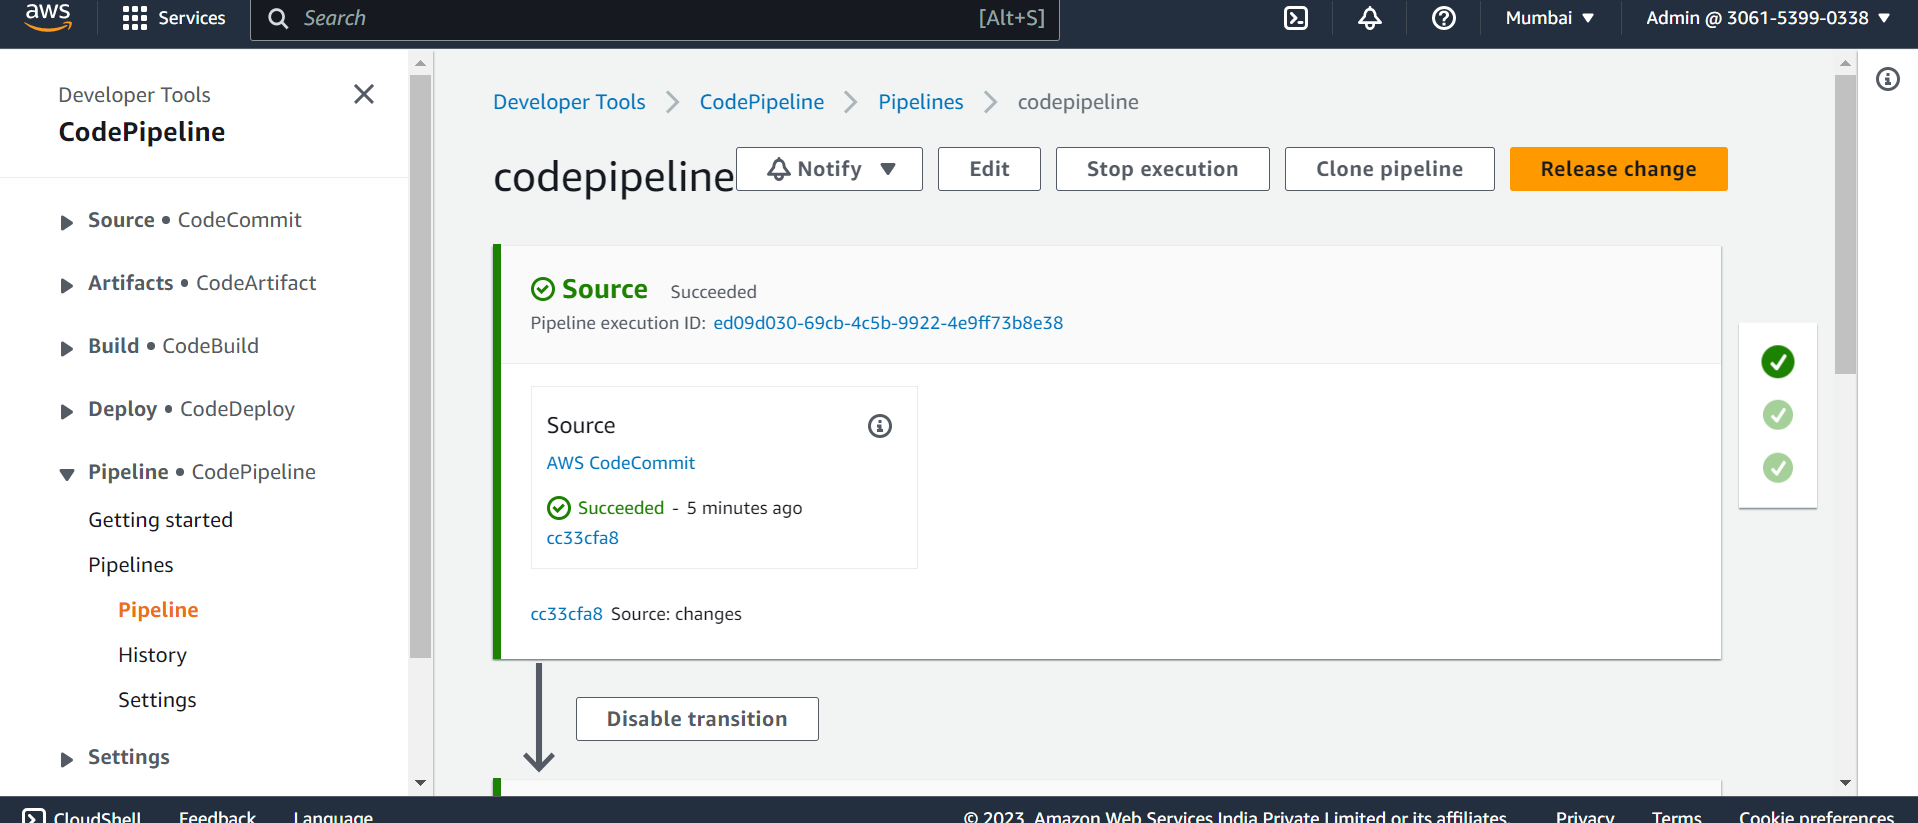 aws
Services
Search
[Alt+S]
Mumbai
Admin @ 3061-5399-0338
Developer Tools
CodePipeline
Source • CodeCommit
Artifacts • CodeArtifact
Build • CodeBuild
Deploy • CodeDeploy
Pipeline • CodePipeline
Getting started
Pipelines
Pipeline
History
Settings
Settings
Developer Tools
CodePipeline
Pipelines
codepipeline
codepipeline
Notify
Edit
Stop execution
Clone pipeline
Release change
Source Succeeded
Pipeline execution ID: ed09d030-69cb-4c5b-9922-4e9ff73b8e38
Source
AWS CodeCommit
Succeeded - 5 minutes ago
cc33cfa8
cc33cfa8 Source: changes
Disable transition
CloudShell
Feedback
Language
© 2023, Amazon Web Services India Private Limited or its affiliates.
Privacy
Terms
Cookie preferences